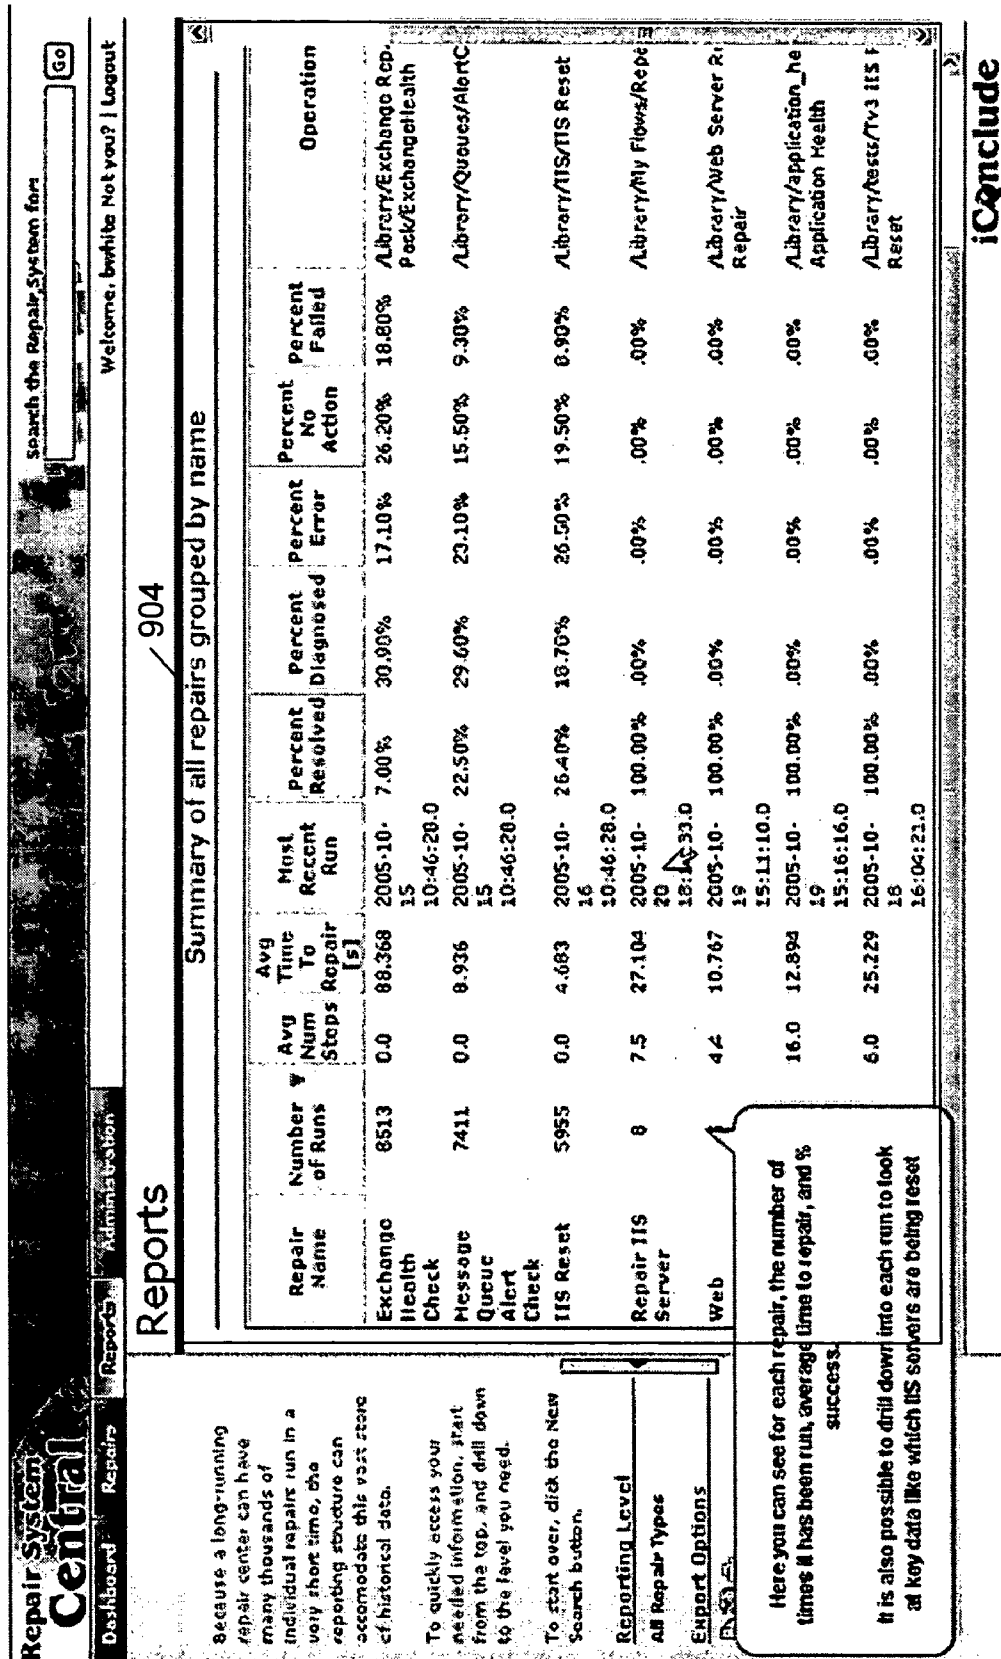 Repair System
Central
Search the Repair System for:
Go
Dashboard Repairs Reports Administration
Welcome, bwhite Not you? | Logout
Because a long-running
repair center can have
many thousands of
individual repairs run in a
very short time, the
reporting structure can
accomodate this vast store
of historical data.
To quickly access your
needed information, start
from the top, and drill down
to the level you need.
To start over, click the New
Search button.
Reporting Level
All Repair Types
Export Options
Reports
904
Summary of all repairs grouped by name
Repair Name Number of Runs ▼ Avg Num Steps Avg Time To Repair [s] Most Recent Run Percent Resolved Percent Diagnosed Percent Error Percent No Action Percent Failed Operation
Exchange Health Check 8513 0.0 88.368 2005-10-15 10:46:28.0 7.00% 30.90% 17.10% 26.20% 18.80% /Library/Exchange Rep. Pack/ExchangeHealth
Message Queue Alert Check 7411 0.0 8.936 2005-10-15 10:46:28.0 22.50% 29.60% 23.10% 15.50% 9.30% /Library/Queues/AlertC
IIS Reset 5955 0.0 4.683 2005-10-16 10:46:28.0 26.40% 18.70% 26.50% 19.50% 8.90% /Library/IIS/IIS Reset
Repair IIS Server 8 7.5 27.104 2005-10-20 100.00% .00% .00% .00% .00% /Library/My Flows/Repa
Web 4.4 10.767 2005-10-19 15:11:10.0 100.00% .00% .00% .00% .00% /Library/Web Server R Repair
16.0 12.894 2005-10-19 15:16:16.0 100.00% .00% .00% .00% .00% /Library/application_he Application Health
6.0 25.229 2005-10-18 16:04:21.0 100.00% .00% .00% .00% .00% /Library/tests/Tv3 IIS Reset
Here you can see for each repair, the number of
times it has been run, average time to repair, and %
success.
It is also possible to drill down into each run to look
at key data like which IIS servers are being reset
iConclude